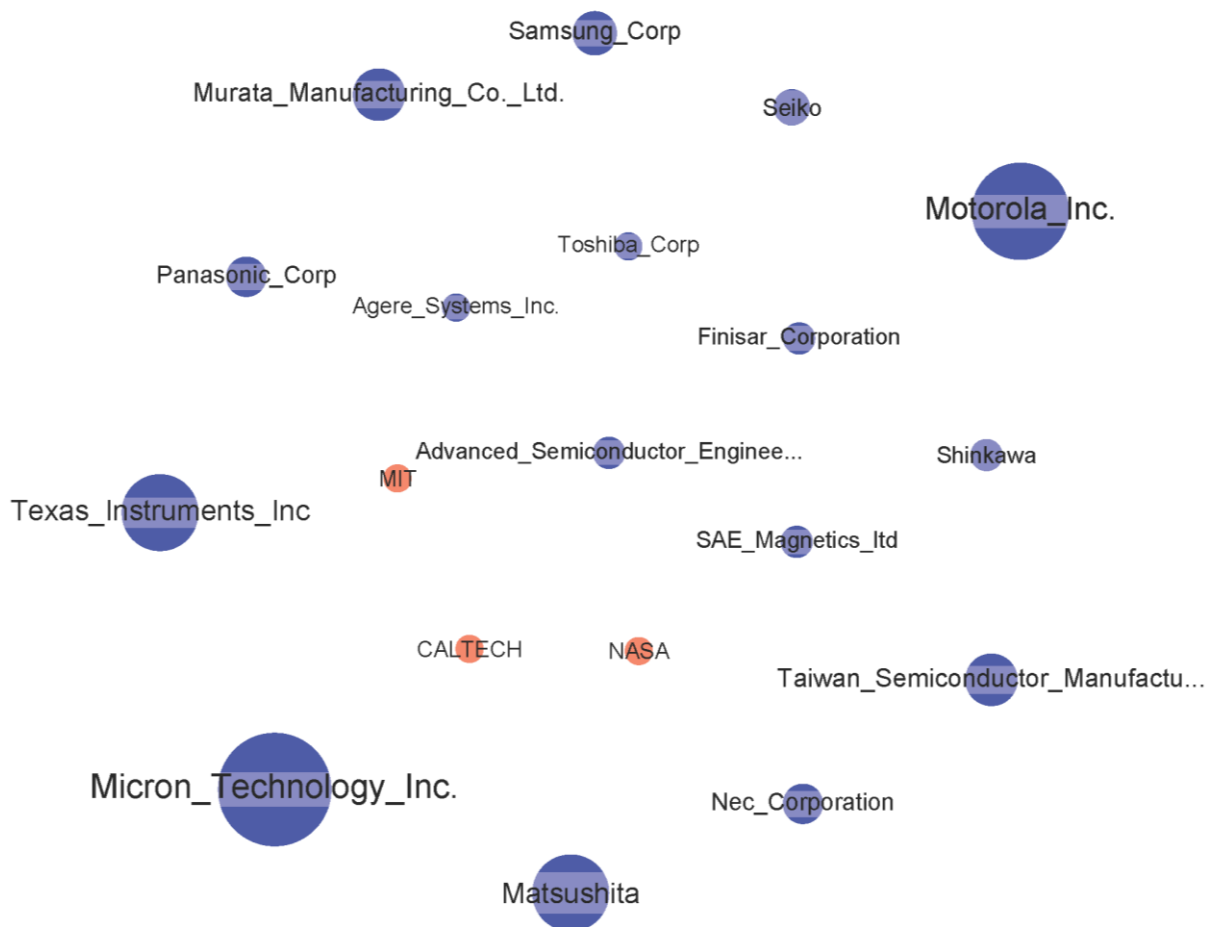 Samsung_Corp
Murata_Manufacturing_Co._Ltd.
Seiko
Motorola_Inc.
Toshiba_Corp
Panasonic_Corp
Agere_Systems_Inc.
Finisar_Corporation
Advanced_Semiconductor_Enginee...
Shinkawa
MIT
Texas_Instruments_Inc
SAE_Magnetics_ltd
CALTECH
NASA
Taiwan_Semiconductor_Manufactu...
Micron_Technology_Inc.
Nec_Corporation
Matsushita